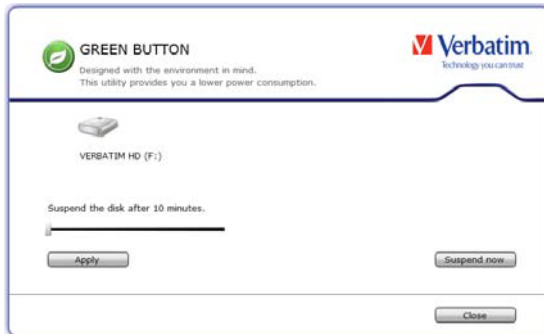 GREEN BUTTON
Designed with the environment in mind.
This utility provides you a lower power consumption.
Verbatim
Technology you can trust
VERBATIM HD (F:)
Suspend the disk after 10 minutes.
Apply
Suspend now
Close